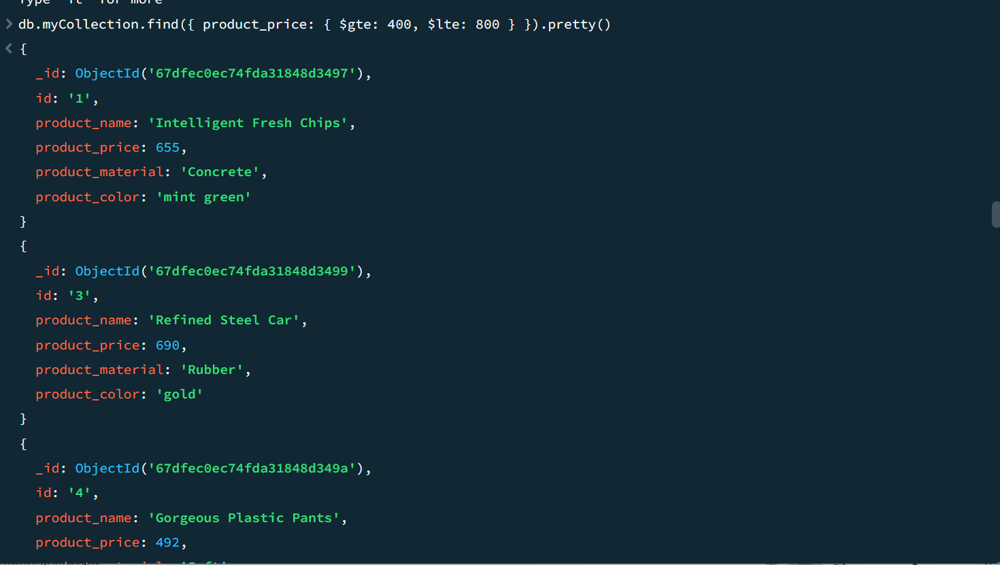 Type "it" for more
db.myCollection.find({ product_price: { $gte: 400, $lte: 800 } }).pretty()
{
_id: ObjectId('67dfec0ec74fda31848d3497'),
id: '1',
product_name: 'Intelligent Fresh Chips',
product_price: 655,
product_material: 'Concrete',
product_color: 'mint green'
}
{
_id: ObjectId('67dfec0ec74fda31848d3499'),
id: '3',
product_name: 'Refined Steel Car',
product_price: 690,
product_material: 'Rubber',
product_color: 'gold'
}
{
_id: ObjectId('67dfec0ec74fda31848d349a'),
id: '4',
product_name: 'Gorgeous Plastic Pants',
product_price: 492,